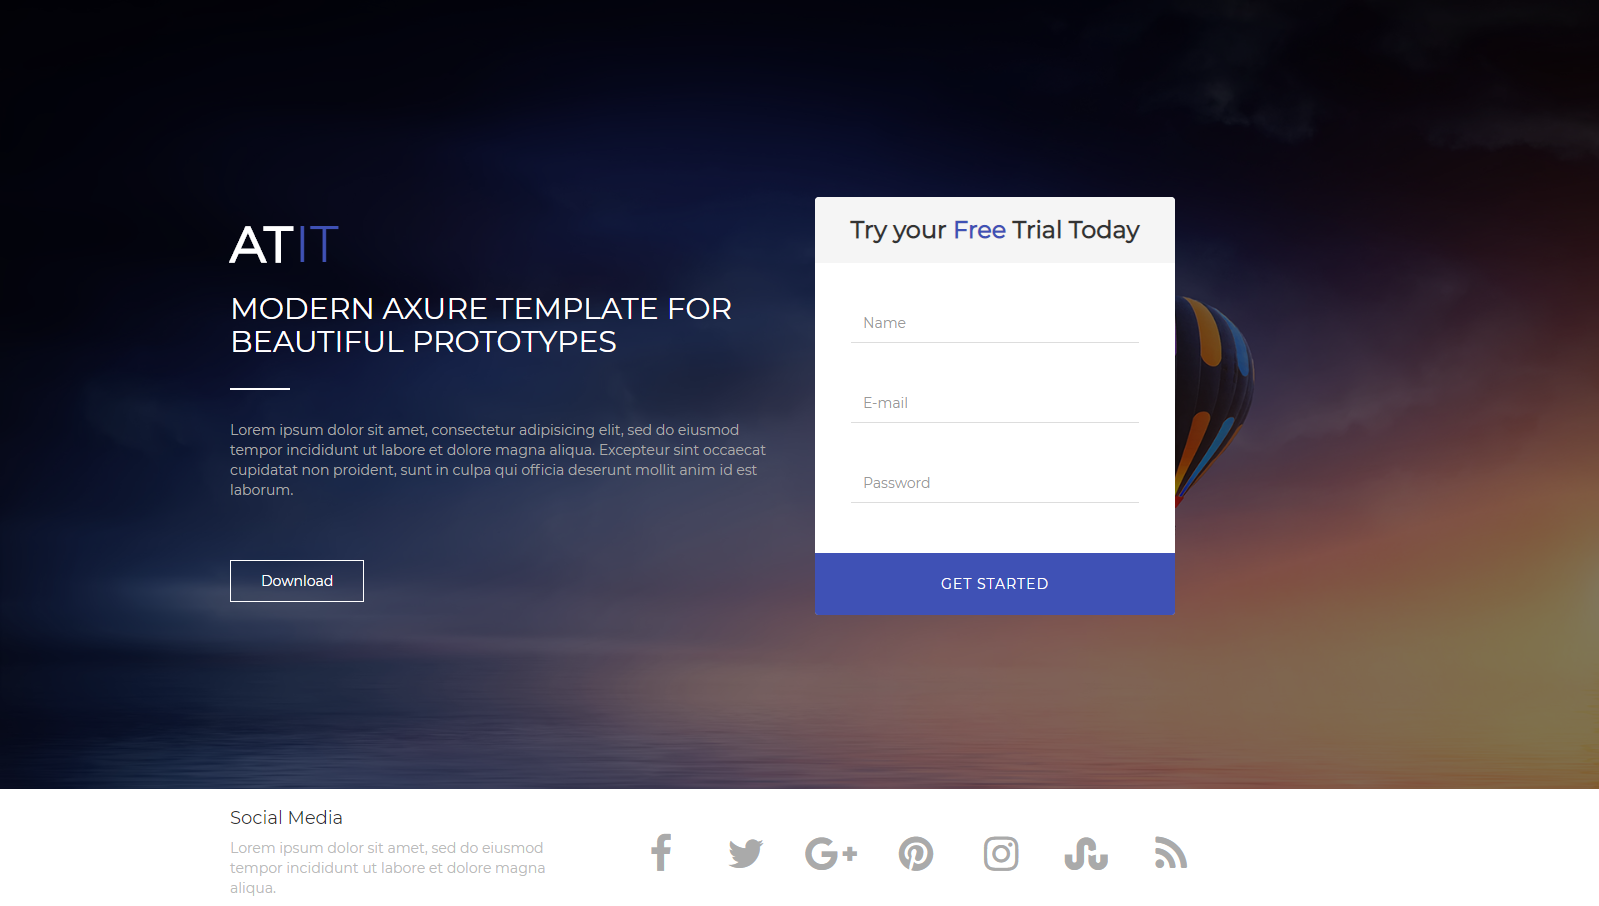 ATIT
MODERN AXURE TEMPLATE FOR
BEAUTIFUL PROTOTYPES
Lorem ipsum dolor sit amet, consectetur adipisicing elit, sed do eiusmod
tempor incididunt ut labore et dolore magna aliqua. Excepteur sint occaecat
cupidatat non proident, sunt in culpa qui officia deserunt mollit anim id est
laborum.
Download
Try your Free Trial Today
Name
E-mail
Password
GET STARTED
Social Media
Lorem ipsum dolor sit amet, sed do eiusmod
tempor incididunt ut labore et dolore magna
aliqua.